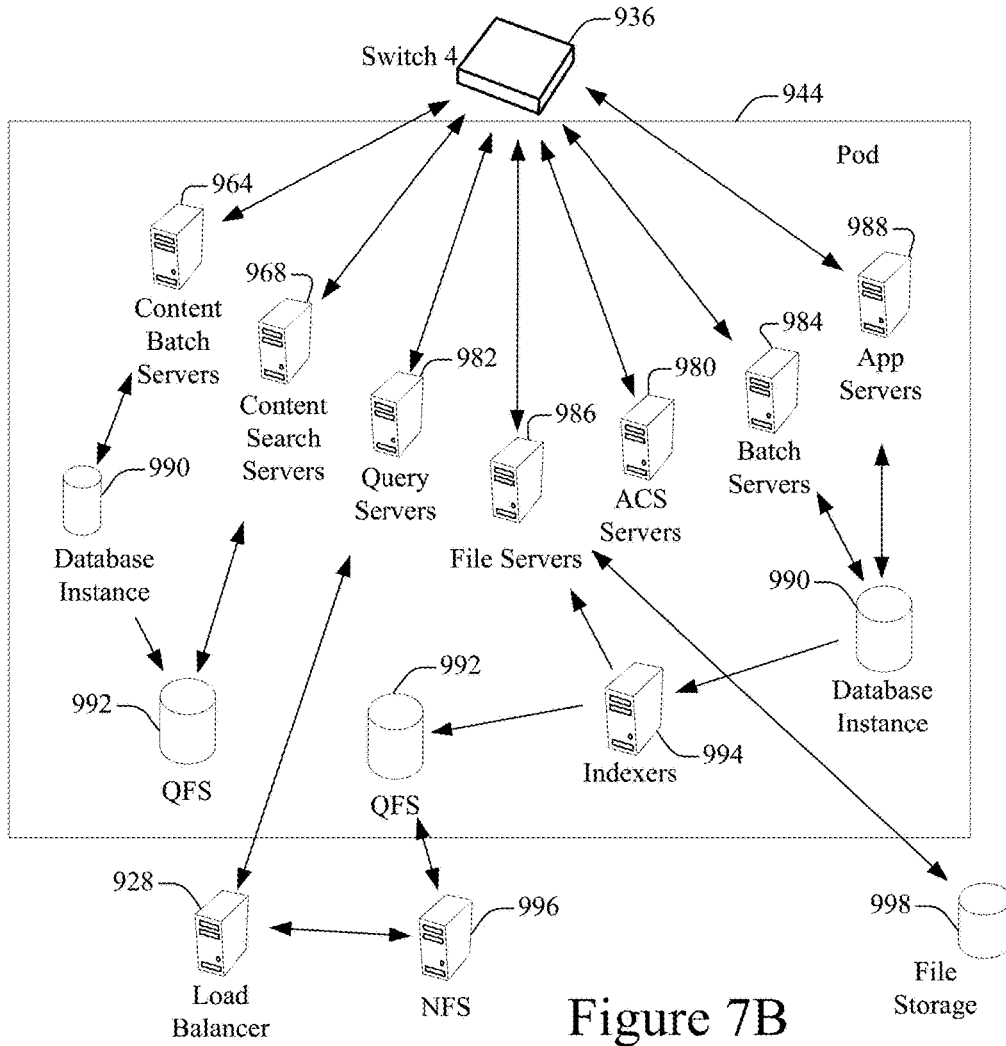 936
Switch 4
944
Pod
964
988
968
Content
Batch
Servers
982
980
984
App
Servers
986
Content
Search
Servers
990
Query
Servers
ACS
Servers
Batch
Servers
File Servers
Database
Instance
990
992
992
Database
Instance
994
Indexers
QFS
QFS
928
996
998
Load
Balancer
NFS
File
Storage
Figure 7B